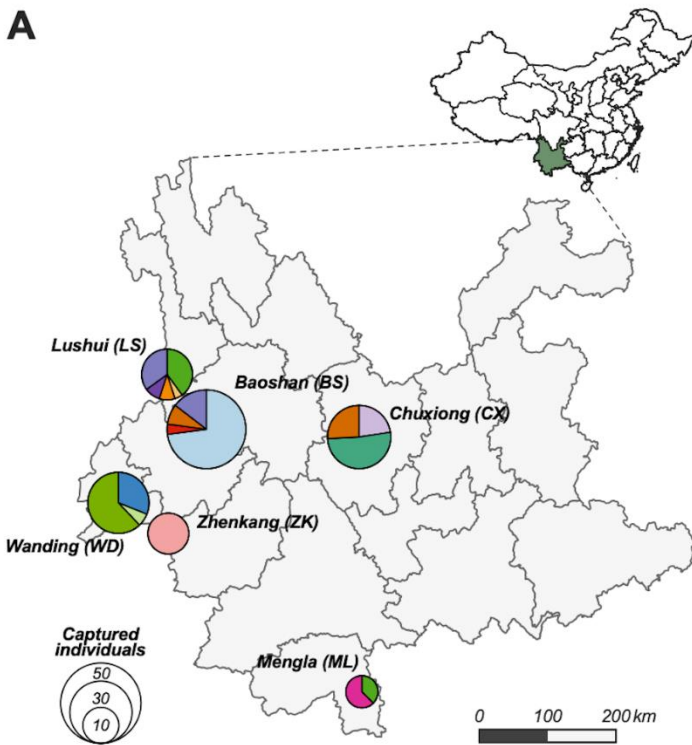 A
Lushui (LS)
Baoshan (BS)
Chuxiong (CX)
Wanding (WD)
Zhenkang (ZK)
Mengla (ML)
Captured
individuals
50
30
10
0 100 200 km